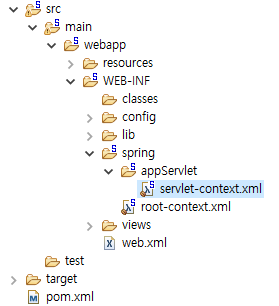 src
main
webapp
resources
WEB-INF
classes
config
lib
spring
appServlet
servlet-context.xml
root-context.xml
views
web.xml
test
target
pom.xml